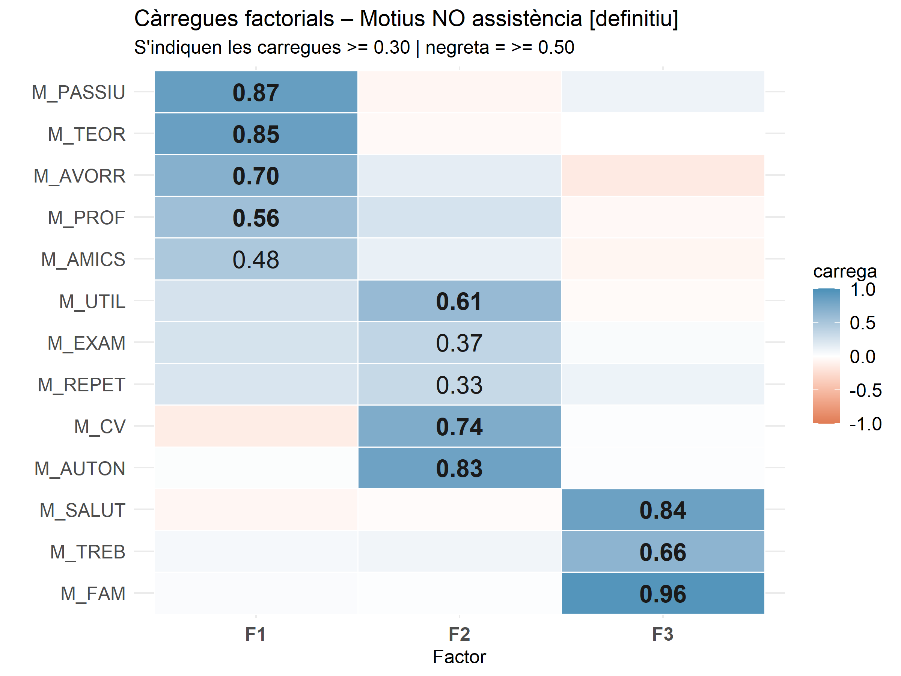 Càrregues factorials – Motius NO assistència [definitiu]
S'indiquen les carregues >= 0.30 | negreta = >= 0.50
M_PASSIU 0.87
M_TEOR 0.85
M_AVORR 0.70
M_PROF 0.56
M_AMICS 0.48
M_UTIL 0.61
M_EXAM 0.37
M_REPET 0.33
M_CV 0.74
M_AUTON 0.83
M_SALUT 0.84
M_TREB 0.66
M_FAM 0.96
F1 F2 F3
Factor
carrega
1.0
0.5
0.0
-0.5
-1.0